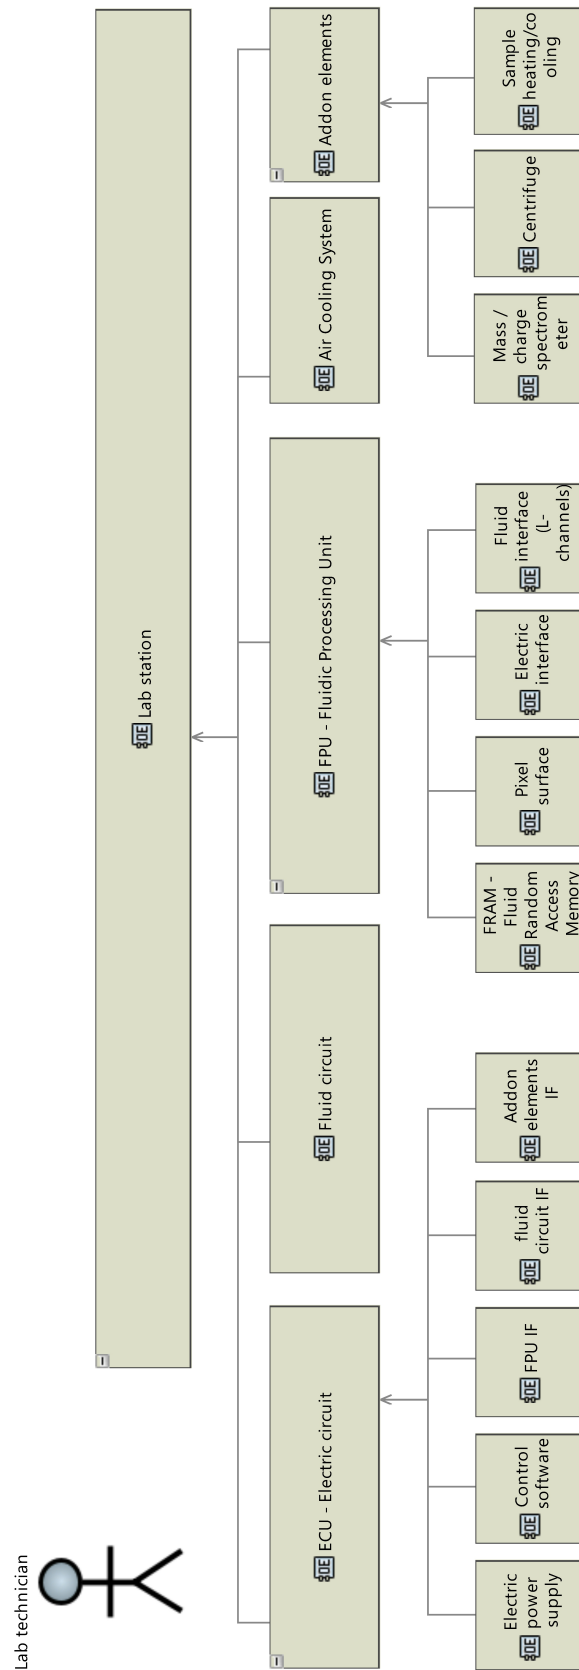 Lab technician
Lab station
ECU - Electric circuit
Fluid circuit
FPU - Fluidic Processing Unit
Air Cooling System
Addon elements
Electric
power
supply
Control
software
FPU IF
fluid
circuit IF
Addon
elements
IF
FRAM -
Fluid
Random
Access
Memory
Pixel
surface
Electric
interface
Fluid
interface
(L-
channels)
Mass /
charge
spectrom
eter
Centrifuge
Sample
heating/co
oling